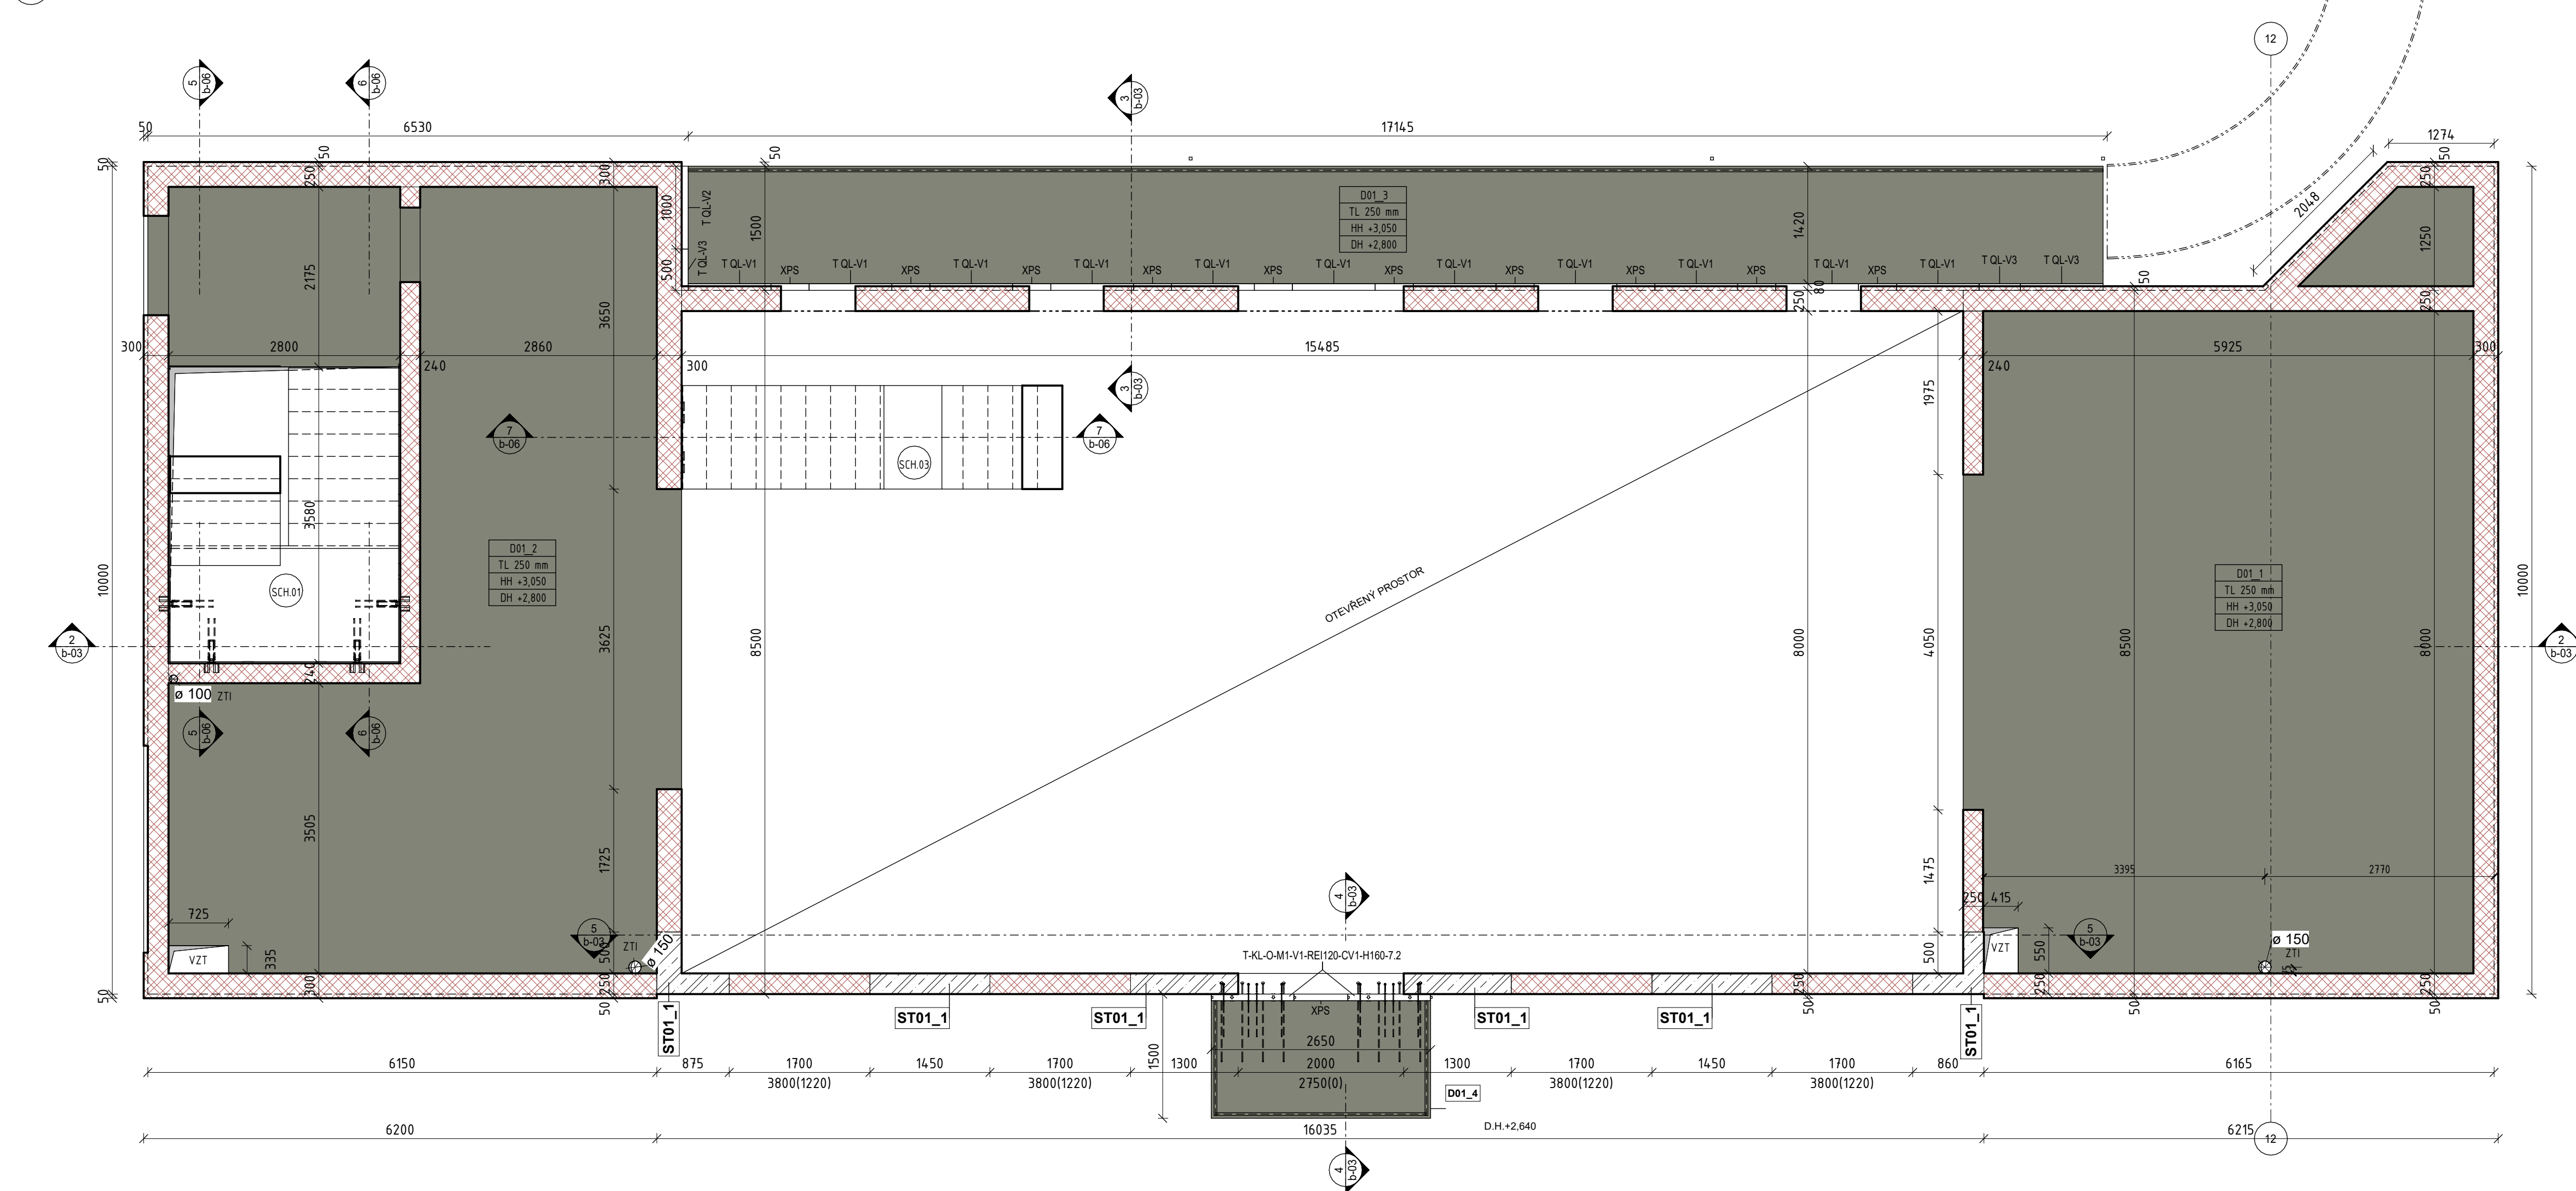 12
5
b-06
6
b-06
3
b-03
50
6530
17145
1274
50
50
50
50
250
300
1000
1500
500
T QL-V2
T QL-V3
D01_3
TL 250 mm
HH +3,050
DH +2,800
1420
2048
250
1250
T QL-V1
XPS
T QL-V1
XPS
T QL-V1
XPS
T QL-V1
XPS
T QL-V1
XPS
T QL-V1
XPS
T QL-V1
XPS
T QL-V1
XPS
T QL-V1
XPS
T QL-V1
XPS
T QL-V1
T QL-V3
T QL-V3
50
80
250
250
2175
3650
300
2800
240
2860
300
15485
240
5925
300
3
b-03
1975
7
b-06
7
b-06
SCH.03
3580
D01_2
TL 250 mm
HH +3,050
DH +2,800
SCH.01
10000
OTEVŘENÝ PROSTOR
D01_1
TL 250 mm
HH +3,050
DH +2,800
10000
2
b-03
3625
8500
8000
4050
8500
8000
2
b-03
240
ø 100 ZTI
5
b-06
6
b-06
3505
1725
1475
3395
2770
4
b-03
250
415
725
335
VZT
5
b-03
ZTI
ø 150
500
500
VZT
550
5
b-03
ø 150
ZTI
T-KL-O-M1-V1-REI120-CV1-H160-7.2
50
300
250
50
250
50
250
50
250
50
XPS
ST01_1
ST01_1
ST01_1
ST01_1
ST01_1
ST01_1
1500
2650
6150
875
1700
1450
1700
1300
2000
1300
1700
1450
1700
860
6165
3800(1220)
3800(1220)
2750(0)
3800(1220)
3800(1220)
D01_4
D.H.+2,640
6200
16035
6215
12
4
b-03